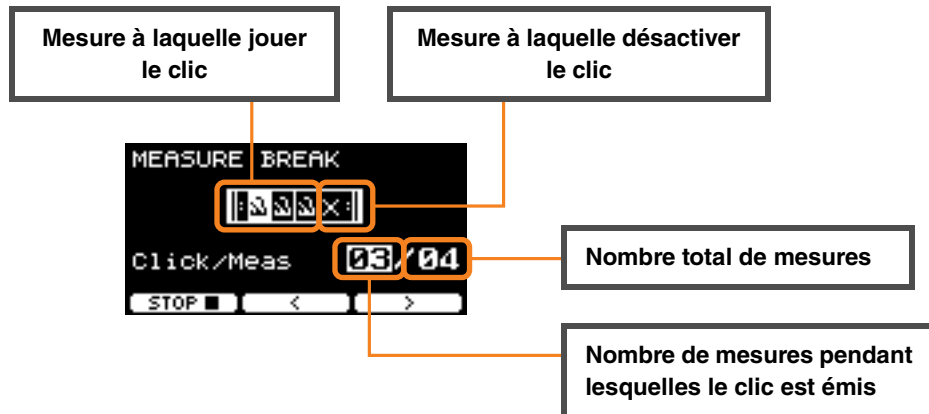 Mesure à laquelle jouer
le clic
Mesure à laquelle désactiver
le clic
MEASURE BREAK
Click/Meas 03/04
STOP ■ < >
Nombre total de mesures
Nombre de mesures pendant
lesquelles le clic est émis